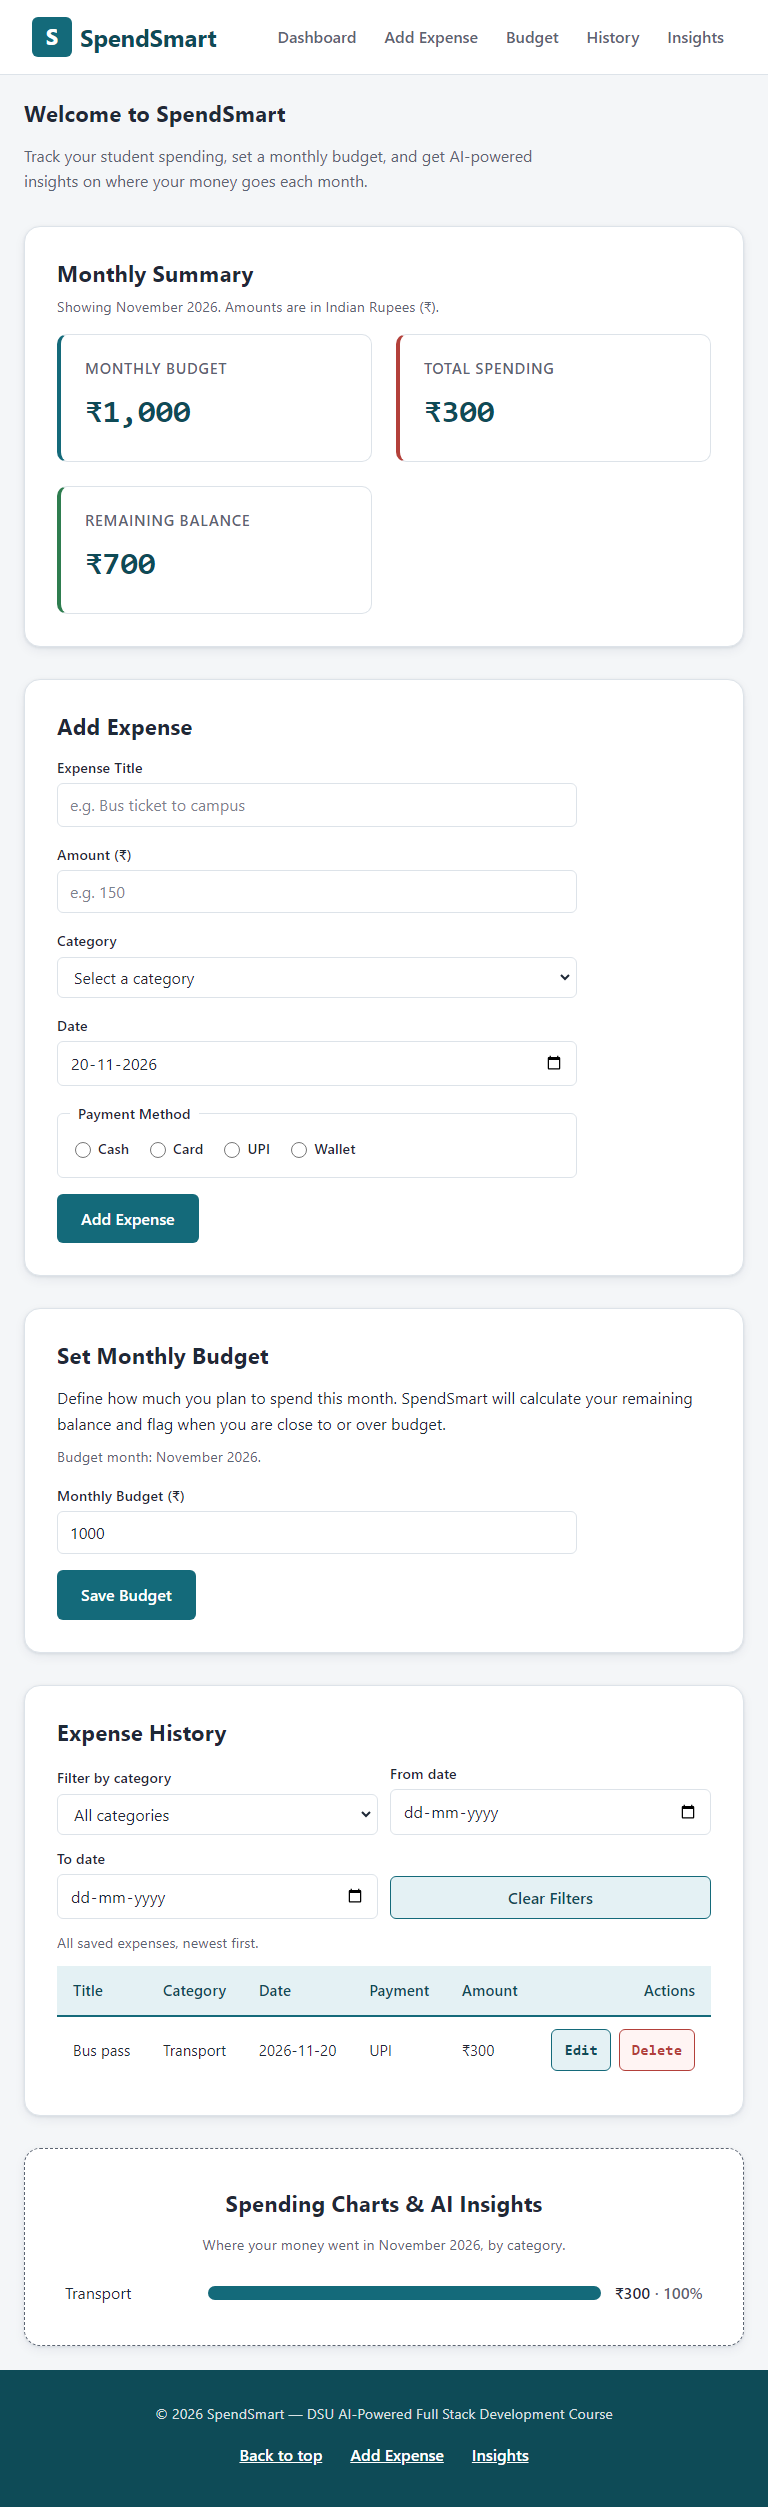 S SpendSmart Dashboard Add Expense Budget History Insights
Welcome to SpendSmart
Track your student spending, set a monthly budget, and get AI-powered
insights on where your money goes each month.
Monthly Summary
Showing November 2026. Amounts are in Indian Rupees (₹).
MONTHLY BUDGET
₹1,000
TOTAL SPENDING
₹300
REMAINING BALANCE
₹700
Add Expense
Expense Title
e.g. Bus ticket to campus
Amount (₹)
e.g. 150
Category
Select a category
Date
20-11-2026
Payment Method
Cash Card UPI Wallet
Add Expense
Set Monthly Budget
Define how much you plan to spend this month. SpendSmart will calculate your remaining
balance and flag when you are close to or over budget.
Budget month: November 2026.
Monthly Budget (₹)
1000
Save Budget
Expense History
Filter by category
All categories
From date
dd-mm-yyyy
To date
dd-mm-yyyy
Clear Filters
All saved expenses, newest first.
Title Category Date Payment Amount Actions
Bus pass Transport 2026-11-20 UPI ₹300 Edit Delete
Spending Charts & AI Insights
Where your money went in November 2026, by category.
Transport ₹300 · 100%
© 2026 SpendSmart — DSU AI-Powered Full Stack Development Course
Back to top Add Expense Insights